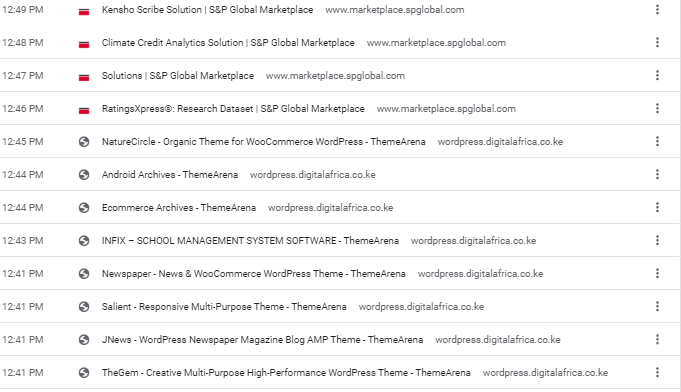 12:49 PM Kensho Scribe Solution | S&P Global Marketplace www.marketplace.spglobal.com
12:48 PM Climate Credit Analytics Solution | S&P Global Marketplace www.marketplace.spglobal.com
12:47 PM Solutions | S&P Global Marketplace www.marketplace.spglobal.com
12:46 PM RatingsXpress®: Research Dataset | S&P Global Marketplace www.marketplace.spglobal.com
12:45 PM NatureCircle - Organic Theme for WooCommerce WordPress - ThemeArena wordpress.digitalafrica.co.ke
12:44 PM Android Archives - ThemeArena wordpress.digitalafrica.co.ke
12:44 PM Ecommerce Archives - ThemeArena wordpress.digitalafrica.co.ke
12:43 PM INFIX – SCHOOL MANAGEMENT SYSTEM SOFTWARE - ThemeArena wordpress.digitalafrica.co.ke
12:41 PM Newspaper - News & WooCommerce WordPress Theme - ThemeArena wordpress.digitalafrica.co.ke
12:41 PM Salient - Responsive Multi-Purpose Theme - ThemeArena wordpress.digitalafrica.co.ke
12:41 PM JNews - WordPress Newspaper Magazine Blog AMP Theme - ThemeArena wordpress.digitalafrica.co.ke
12:41 PM TheGem - Creative Multi-Purpose High-Performance WordPress Theme - ThemeArena wordpress.digitalafrica.co.ke